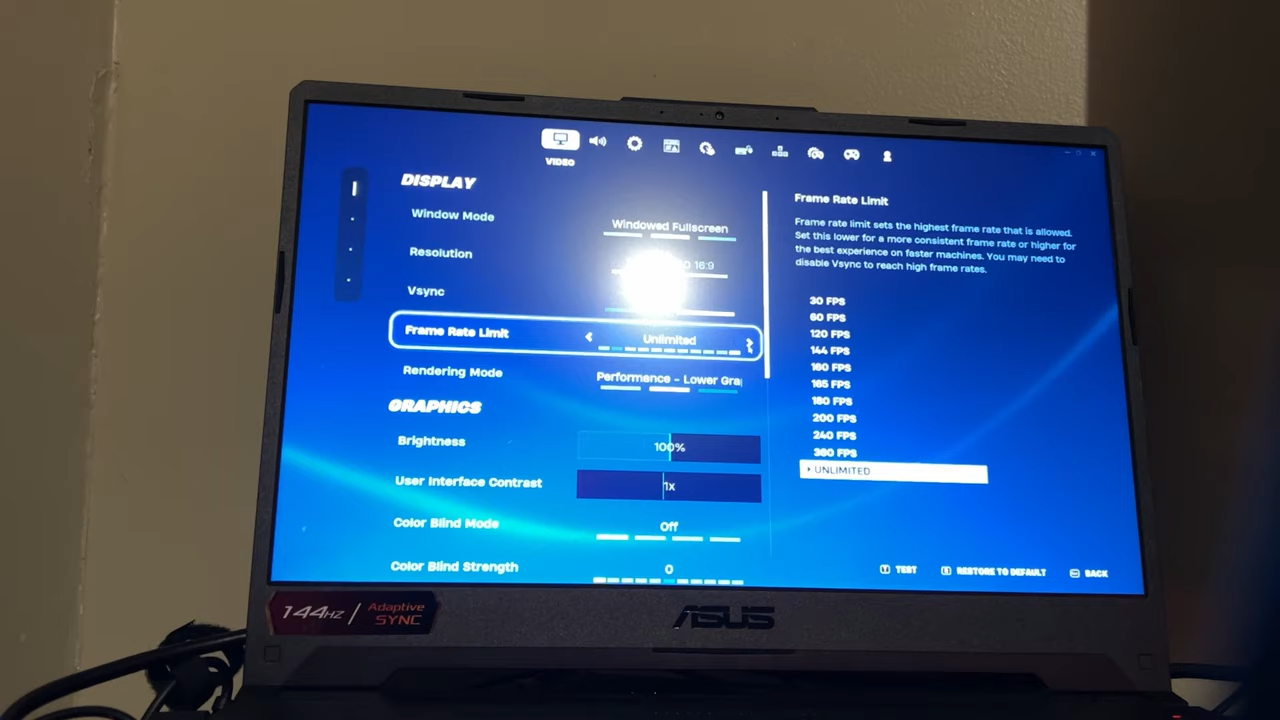 VIDEO
DISPLAY
Window Mode
Windowed Fullscreen
Resolution
16:9
Vsync
Frame Rate Limit
Unlimited
Rendering Mode
Performance - Lower Gra
GRAPHICS
Brightness
100%
User Interface Contrast
1x
Color Blind Mode
Off
Color Blind Strength
0
Frame Rate Limit
Frame rate limit sets the highest frame rate that is allowed.
Set this lower for a more consistent frame rate or higher for
the best experience on faster machines. You may need to
disable Vsync to reach high frame rates.
30 FPS
60 FPS
120 FPS
144 FPS
160 FPS
165 FPS
180 FPS
200 FPS
240 FPS
360 FPS
UNLIMITED
TEST
RESTORE TO DEFAULT
BACK
144Hz / Adaptive SYNC
ASUS